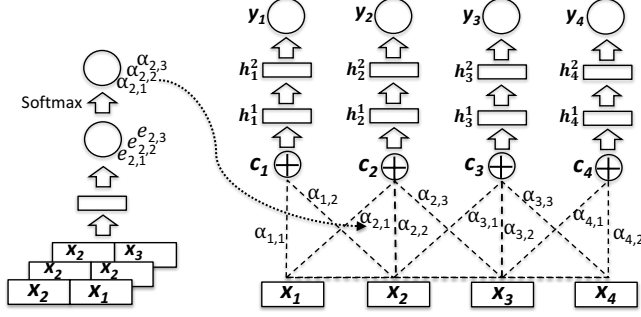 y₁ y₂ y₃ y₄
α₂,₁ α₂,₂ α₂,₃
h₁² h₂² h₃² h₄²
Softmax
h₁¹ h₂¹ h₃¹ h₄¹
e₂,₁ e₂,₂ e₂,₃
c₁ c₂ c₃ c₄
α₁,₁ α₁,₂ α₂,₁ α₂,₂ α₂,₃ α₃,₁ α₃,₂ α₃,₃ α₄,₁ α₄,₂
x₂ x₃
x₂ x₂
x₂ x₁
x₁ x₂ x₃ x₄